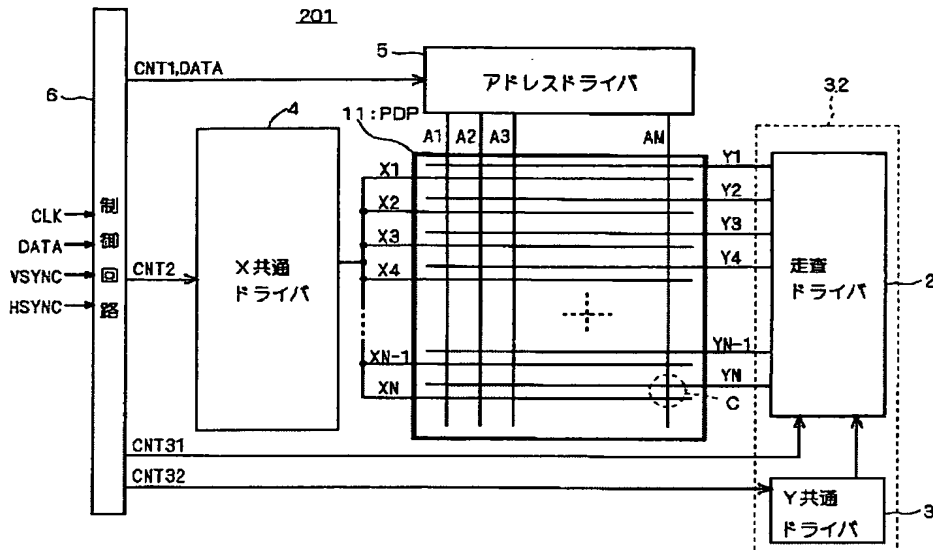 201
5
アドレスドライバ
CNT1,DATA
6
4
11:PDP
A1
A2
A3
AM
3,2
X1
Y1
X2
Y2
X3
Y3
X4
Y4
CLK
DATA
VSYNC
HSYNC
制御回路
CNT2
X共通
ドライバ
走査
ドライバ
2
XN-1
YN-1
XN
YN
C
CNT31
CNT32
Y共通
ドライバ
3